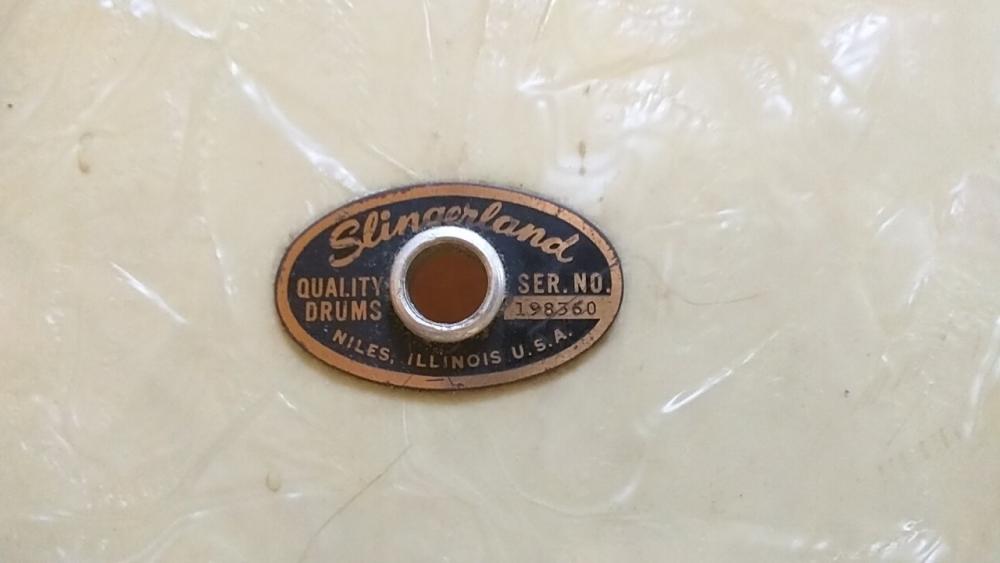 Slingerland
QUALITY DRUMS
SER. NO.
198360
NILES, ILLINOIS U.S.A.